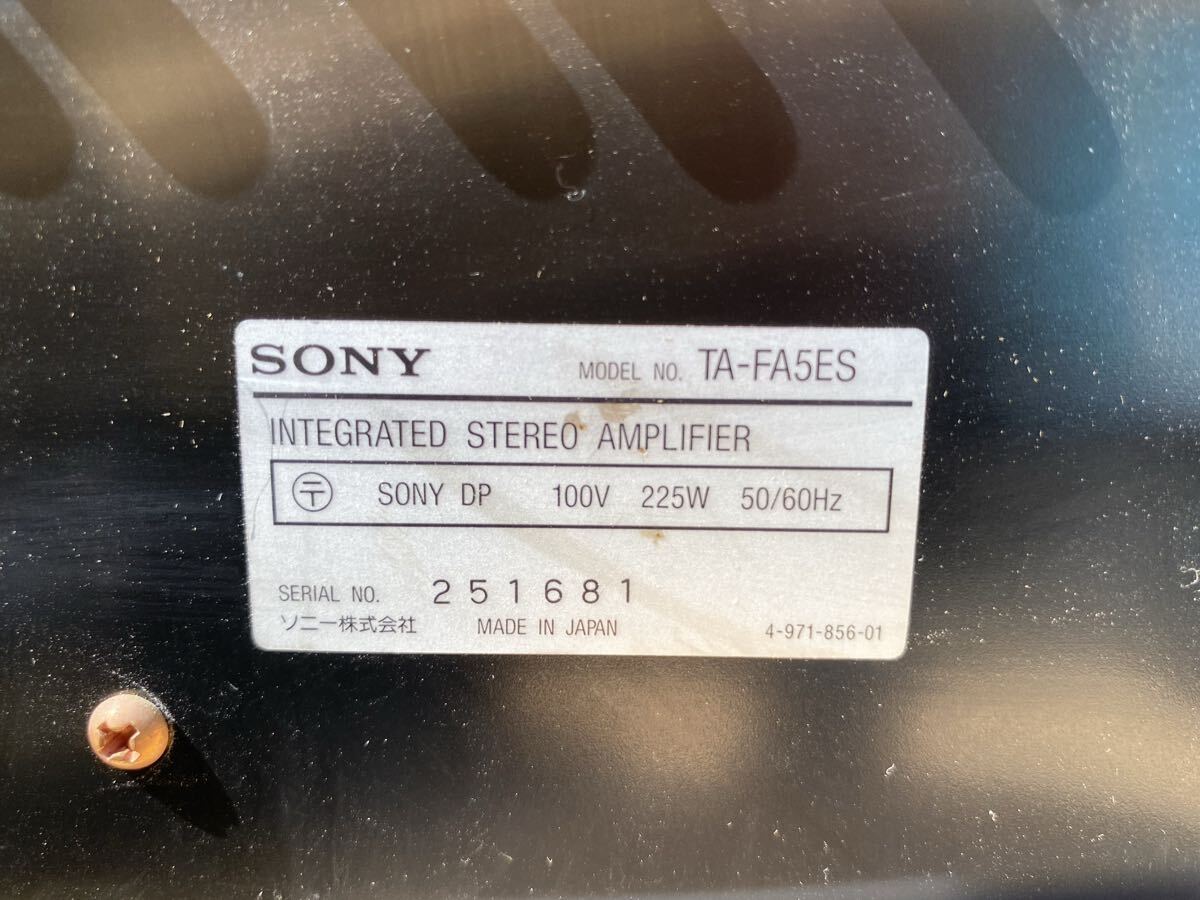 SONY MODEL NO. TA-FA5ES
INTEGRATED STEREO AMPLIFIER
〒 SONY DP 100V 225W 50/60Hz
SERIAL NO. 251681
ソニー株式会社 MADE IN JAPAN 4-971-856-01